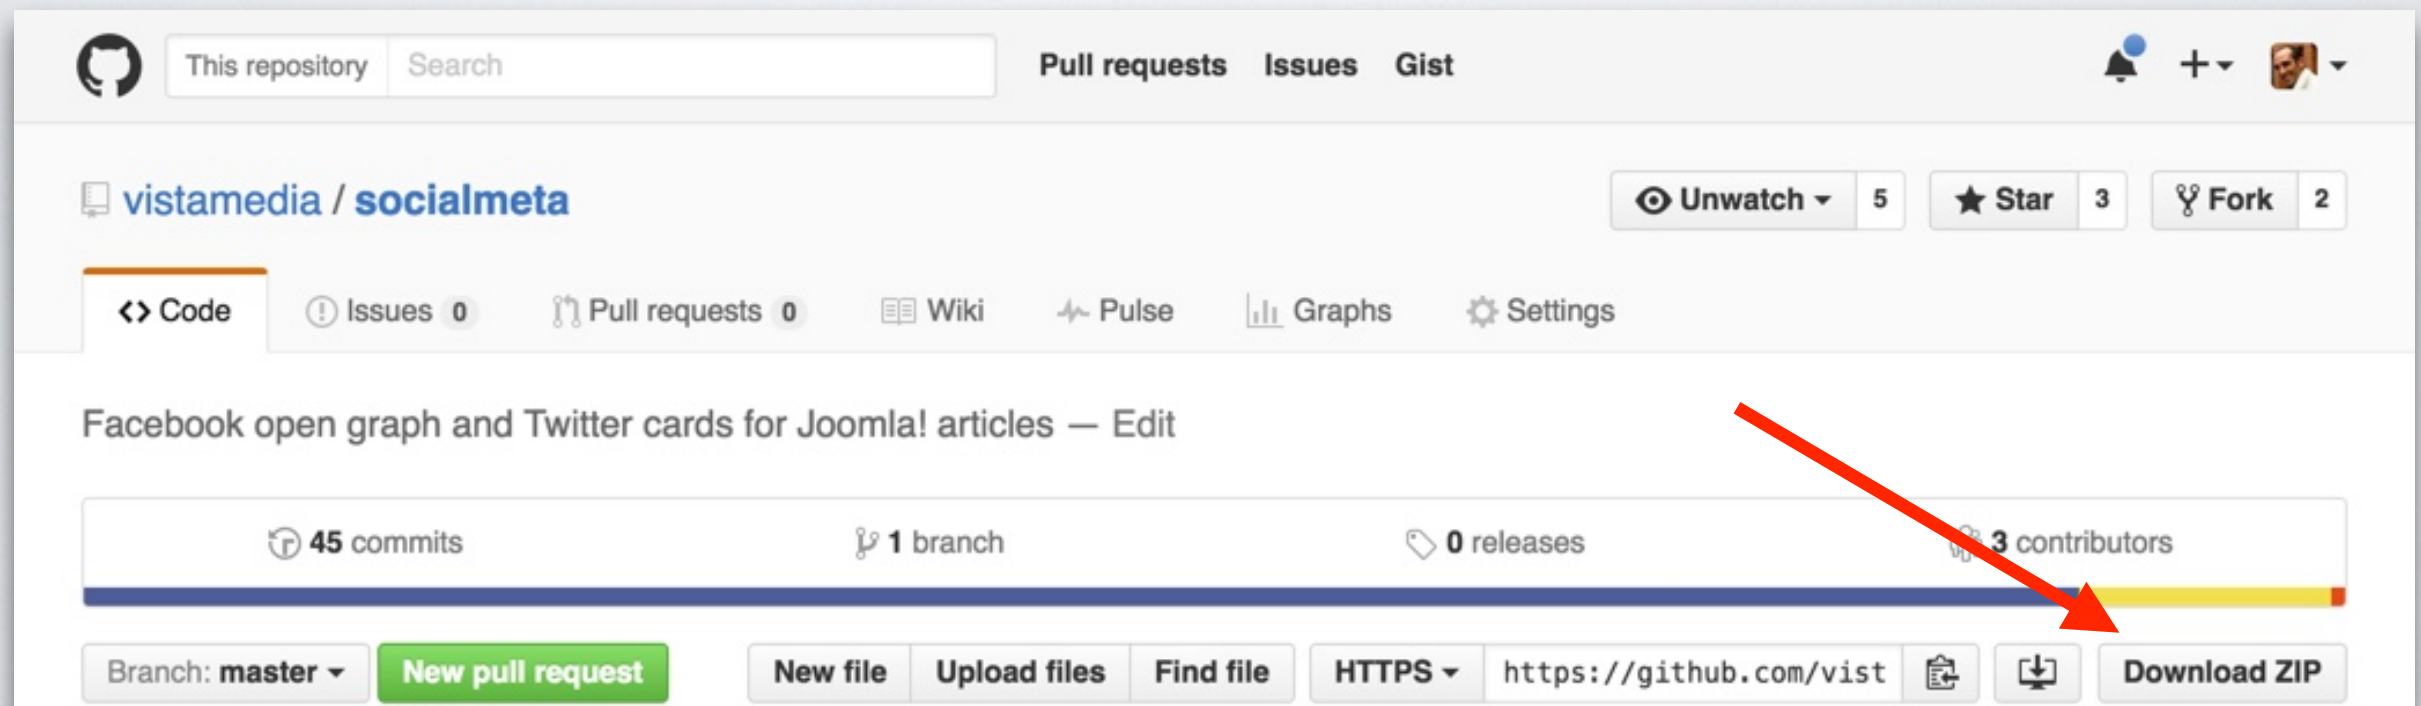 This repository Search Pull requests Issues Gist
vistamedia / socialmeta Unwatch 5 Star 3 Fork 2
Code Issues 0 Pull requests 0 Wiki Pulse Graphs Settings
Facebook open graph and Twitter cards for Joomla! articles — Edit
45 commits 1 branch 0 releases 3 contributors
Branch: master New pull request New file Upload files Find file HTTPS https://github.com/vist Download ZIP